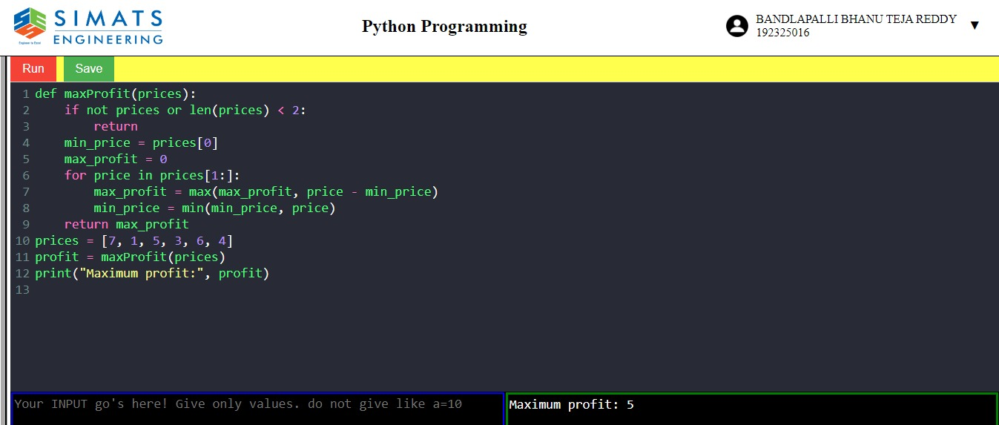 SIMATS
ENGINEERING
Engineer to Excel
Python Programming
BANDLAPALLI BHANU TEJA REDDY
192325016
Run
Save
1 def maxProfit(prices):
2     if not prices or len(prices) < 2:
3         return
4     min_price = prices[0]
5     max_profit = 0
6     for price in prices[1:]:
7         max_profit = max(max_profit, price - min_price)
8         min_price = min(min_price, price)
9     return max_profit
10 prices = [7, 1, 5, 3, 6, 4]
11 profit = maxProfit(prices)
12 print("Maximum profit:", profit)
13
Your INPUT go's here! Give only values. do not give like a=10
Maximum profit: 5